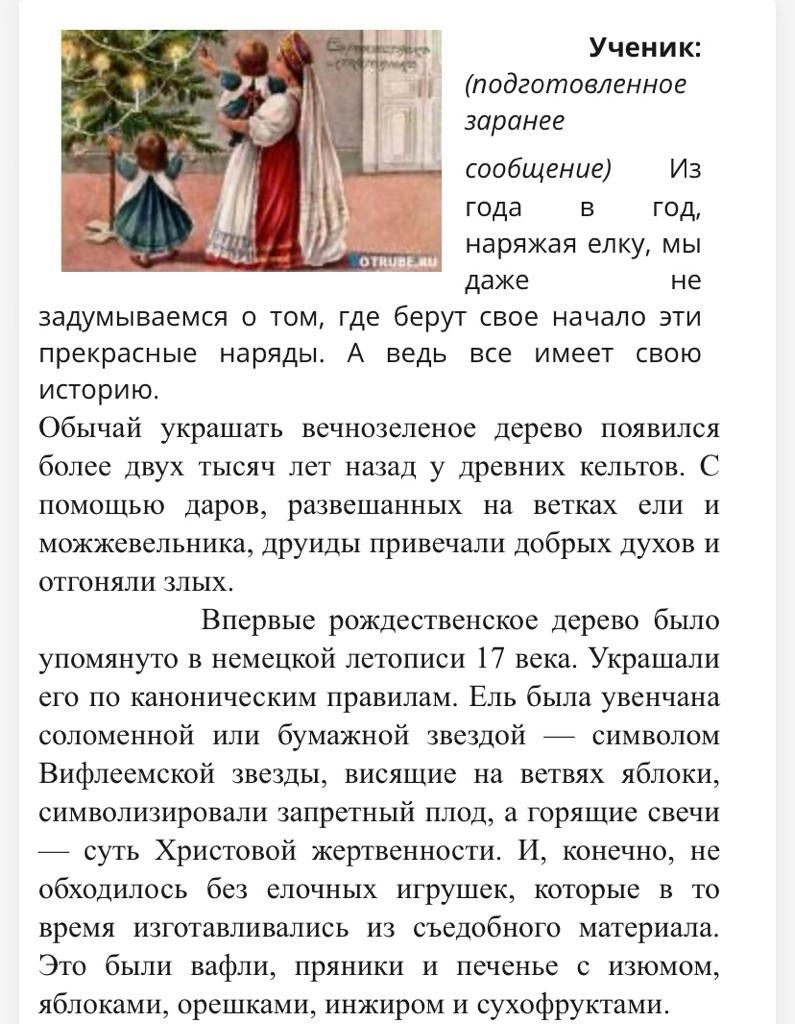 Ученик:
(подготовленное
заранее
сообщение) Из
года в год,
наряжая елку, мы
даже не
задумываемся о том, где берут свое начало эти
прекрасные наряды. А ведь все имеет свою
историю.
Обычай украшать вечнозеленое дерево появился
более двух тысяч лет назад у древних кельтов. С
помощью даров, развешанных на ветках ели и
можжевельника, друиды привечали добрых духов и
отгоняли злых.
Впервые рождественское дерево было
упомянуто в немецкой летописи 17 века. Украшали
его по каноническим правилам. Ель была увенчана
соломенной или бумажной звездой — символом
Вифлеемской звезды, висящие на ветвях яблоки,
символизировали запретный плод, а горящие свечи
— суть Христовой жертвенности. И, конечно, не
обходилось без елочных игрушек, которые в то
время изготавливались из съедобного материала.
Это были вафли, пряники и печенье с изюмом,
яблоками, орешками, инжиром и сухофруктами.
OTRUBE.RU